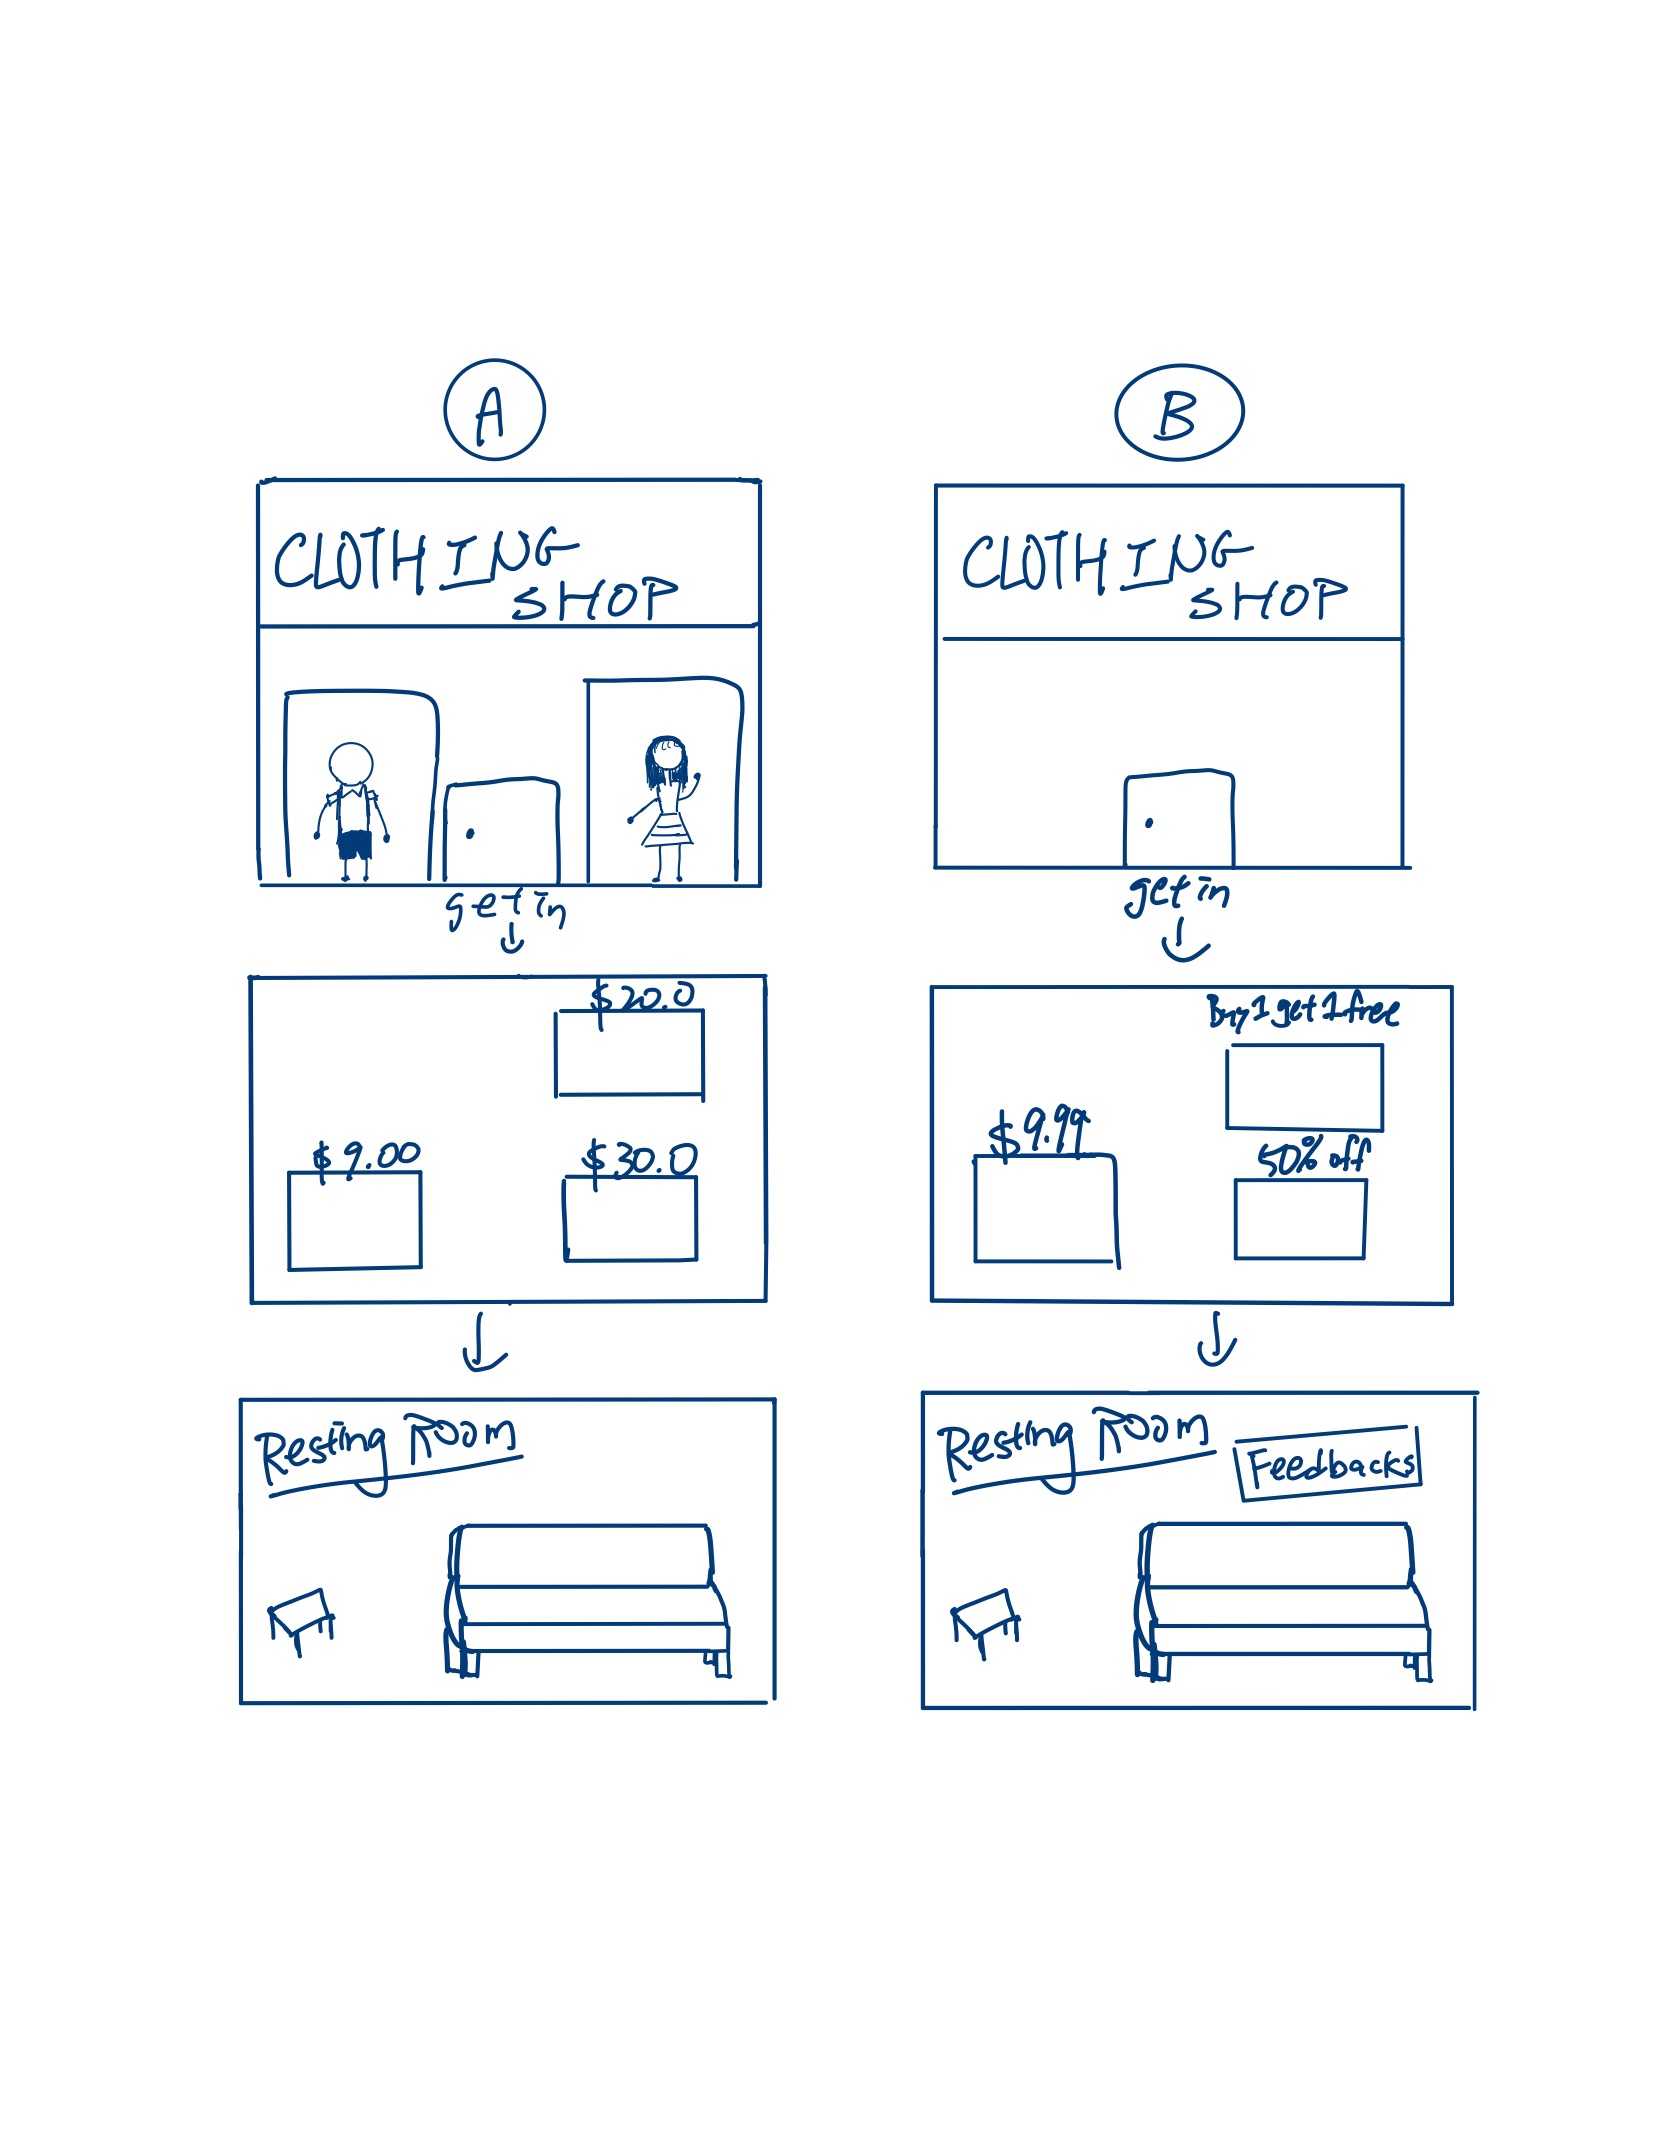 A
CLOTHING
SHOP
get in
$20.0
$9.00
$30.0
Resting Room
B
CLOTHING
SHOP
get in
Buy 1 get 1 free
$9.99
50% off
Resting Room
Feedbacks